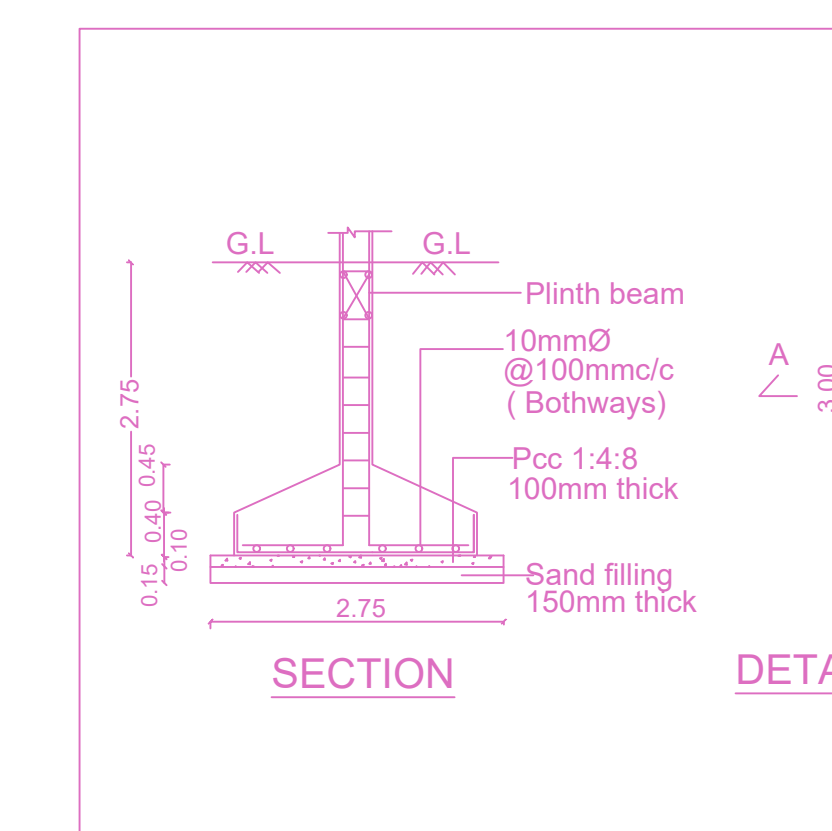 G.L
G.L
Plinth beam
10mmØ
@100mmc/c
( Bothways)
Pcc 1:4:8
100mm thick
Sand filling
150mm thick
2.75
0.45
0.40
0.10
0.15
2.75
SECTION
A
3.00
DETA